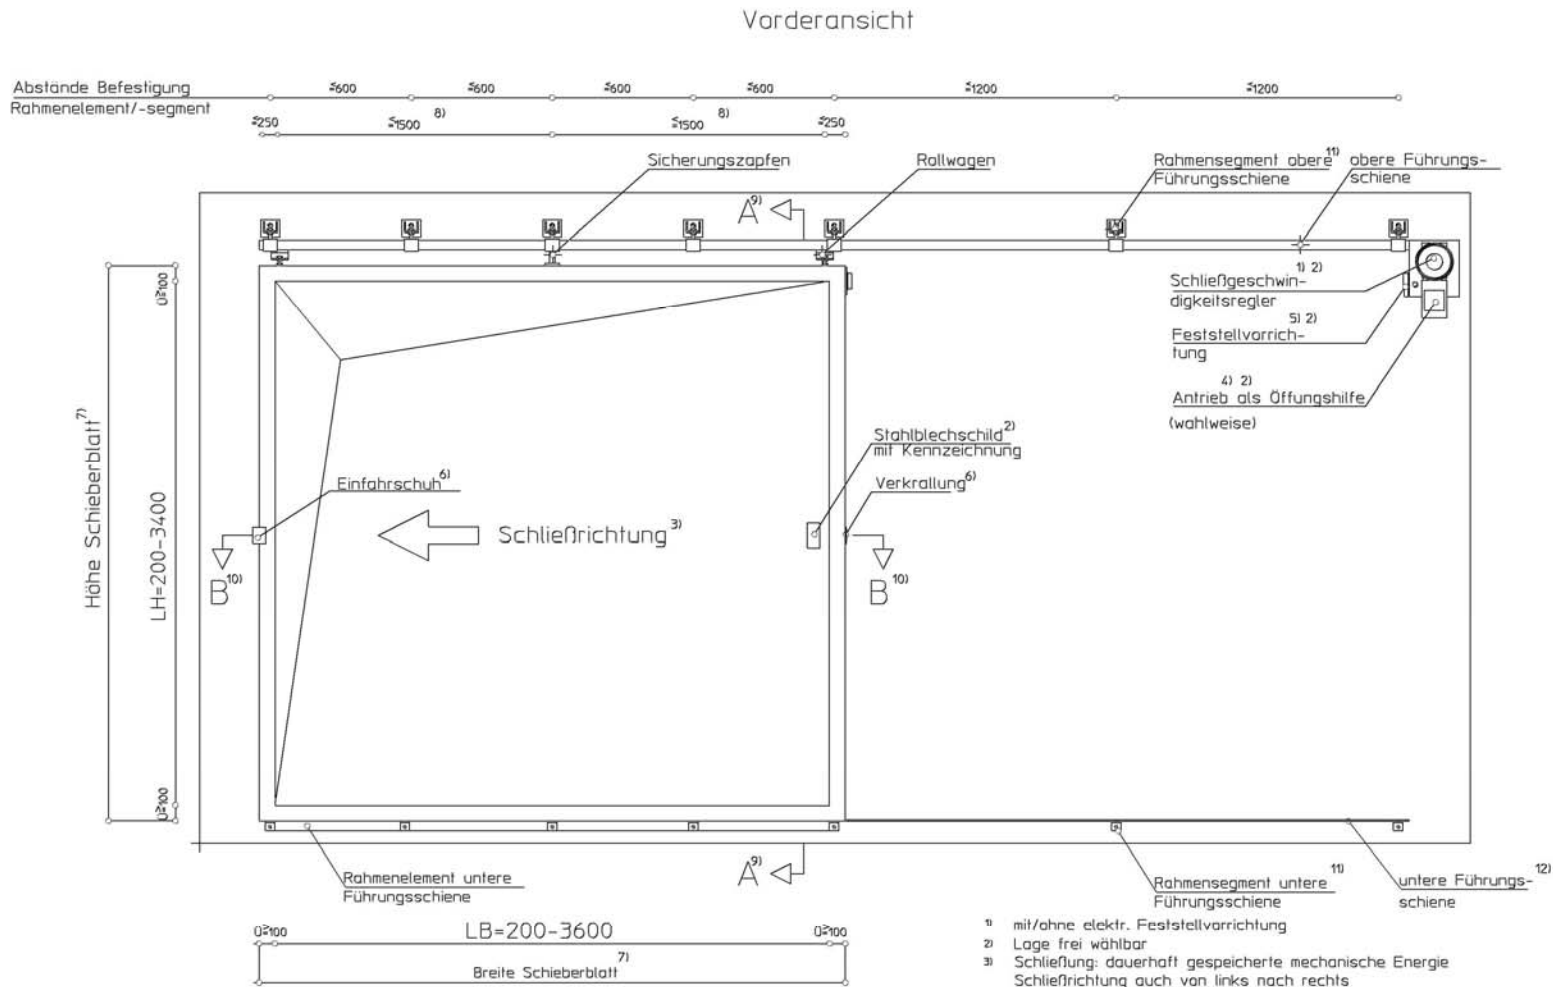 Vorderansicht
Abstände Befestigung
Rahmenelement/-segment
≤600 ≤600 ≤600 ≤600 ≤1200 ≤1200
≤250 ≤1500 8) ≤1500 8) ≤250
Sicherungszapfen
Rollwagen
Rahmensegment obere 11)
Führungsschiene
obere Führungs-
schiene
A 9)
Ü≥100
1) 2)
Schließgeschwin-
digkeitsregler
5) 2)
Feststellvorrich-
tung
4) 2)
Antrieb als Öffungshilfe
(wahlweise)
Höhe Schieberblatt 7)
LH=200-3400
Stahlblechschild 2)
mit Kennzeichnung
Einfahrschuh 6)
Verkrallung 6)
Schließrichtung 3)
B 10)
B 10)
Ü≥100
A 9)
Rahmenelement untere
Führungsschiene
Rahmensegment untere 11)
Führungsschiene
untere Führungs- 12)
schiene
Ü≥100 LB=200-3600 Ü≥100
Breite Schieberblatt 7)
1) mit/ohne elektr. Feststellvorrichtung
2) Lage frei wählbar
3) Schließung: dauerhaft gespeicherte mechanische Energie
Schließrichtung auch von links nach rechts